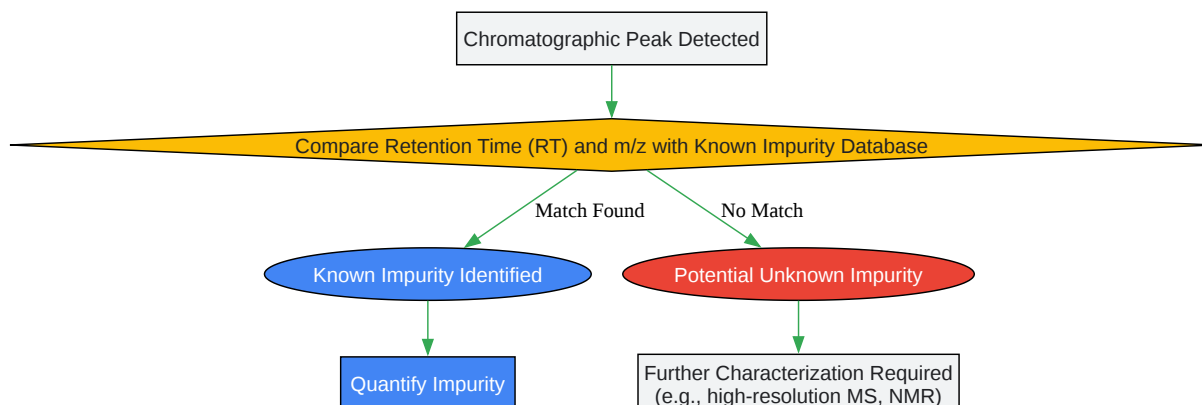 Chromatographic Peak Detected
Compare Retention Time (RT) and m/z with Known Impurity Database
Match Found
No Match
Known Impurity Identified
Potential Unknown Impurity
Quantify Impurity
Further Characterization Required
(e.g., high-resolution MS, NMR)